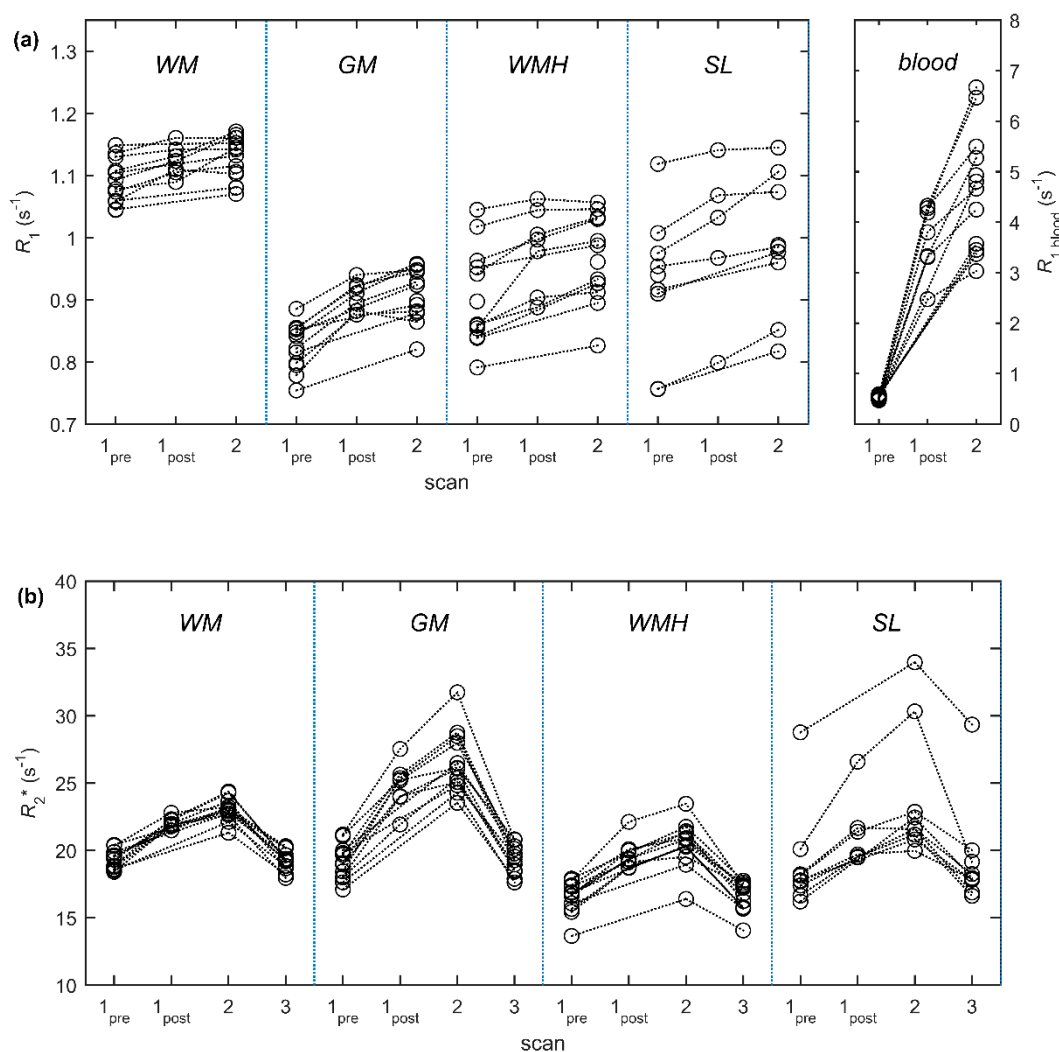 (a)
WM GM WMH SL blood
1.3
1.2
1.1
1
0.9
0.8
0.7
R1 (s-1)
8
7
6
5
4
3
2
1
0
R1 blood (s-1)
1pre 1post 2 1pre 1post 2 1pre 1post 2 1pre 1post 2 1pre 1post 2
scan
(b)
WM GM WMH SL
40
35
30
25
20
15
10
R2* (s-1)
1pre 1post 2 3 1pre 1post 2 3 1pre 1post 2 3 1pre 1post 2 3
scan